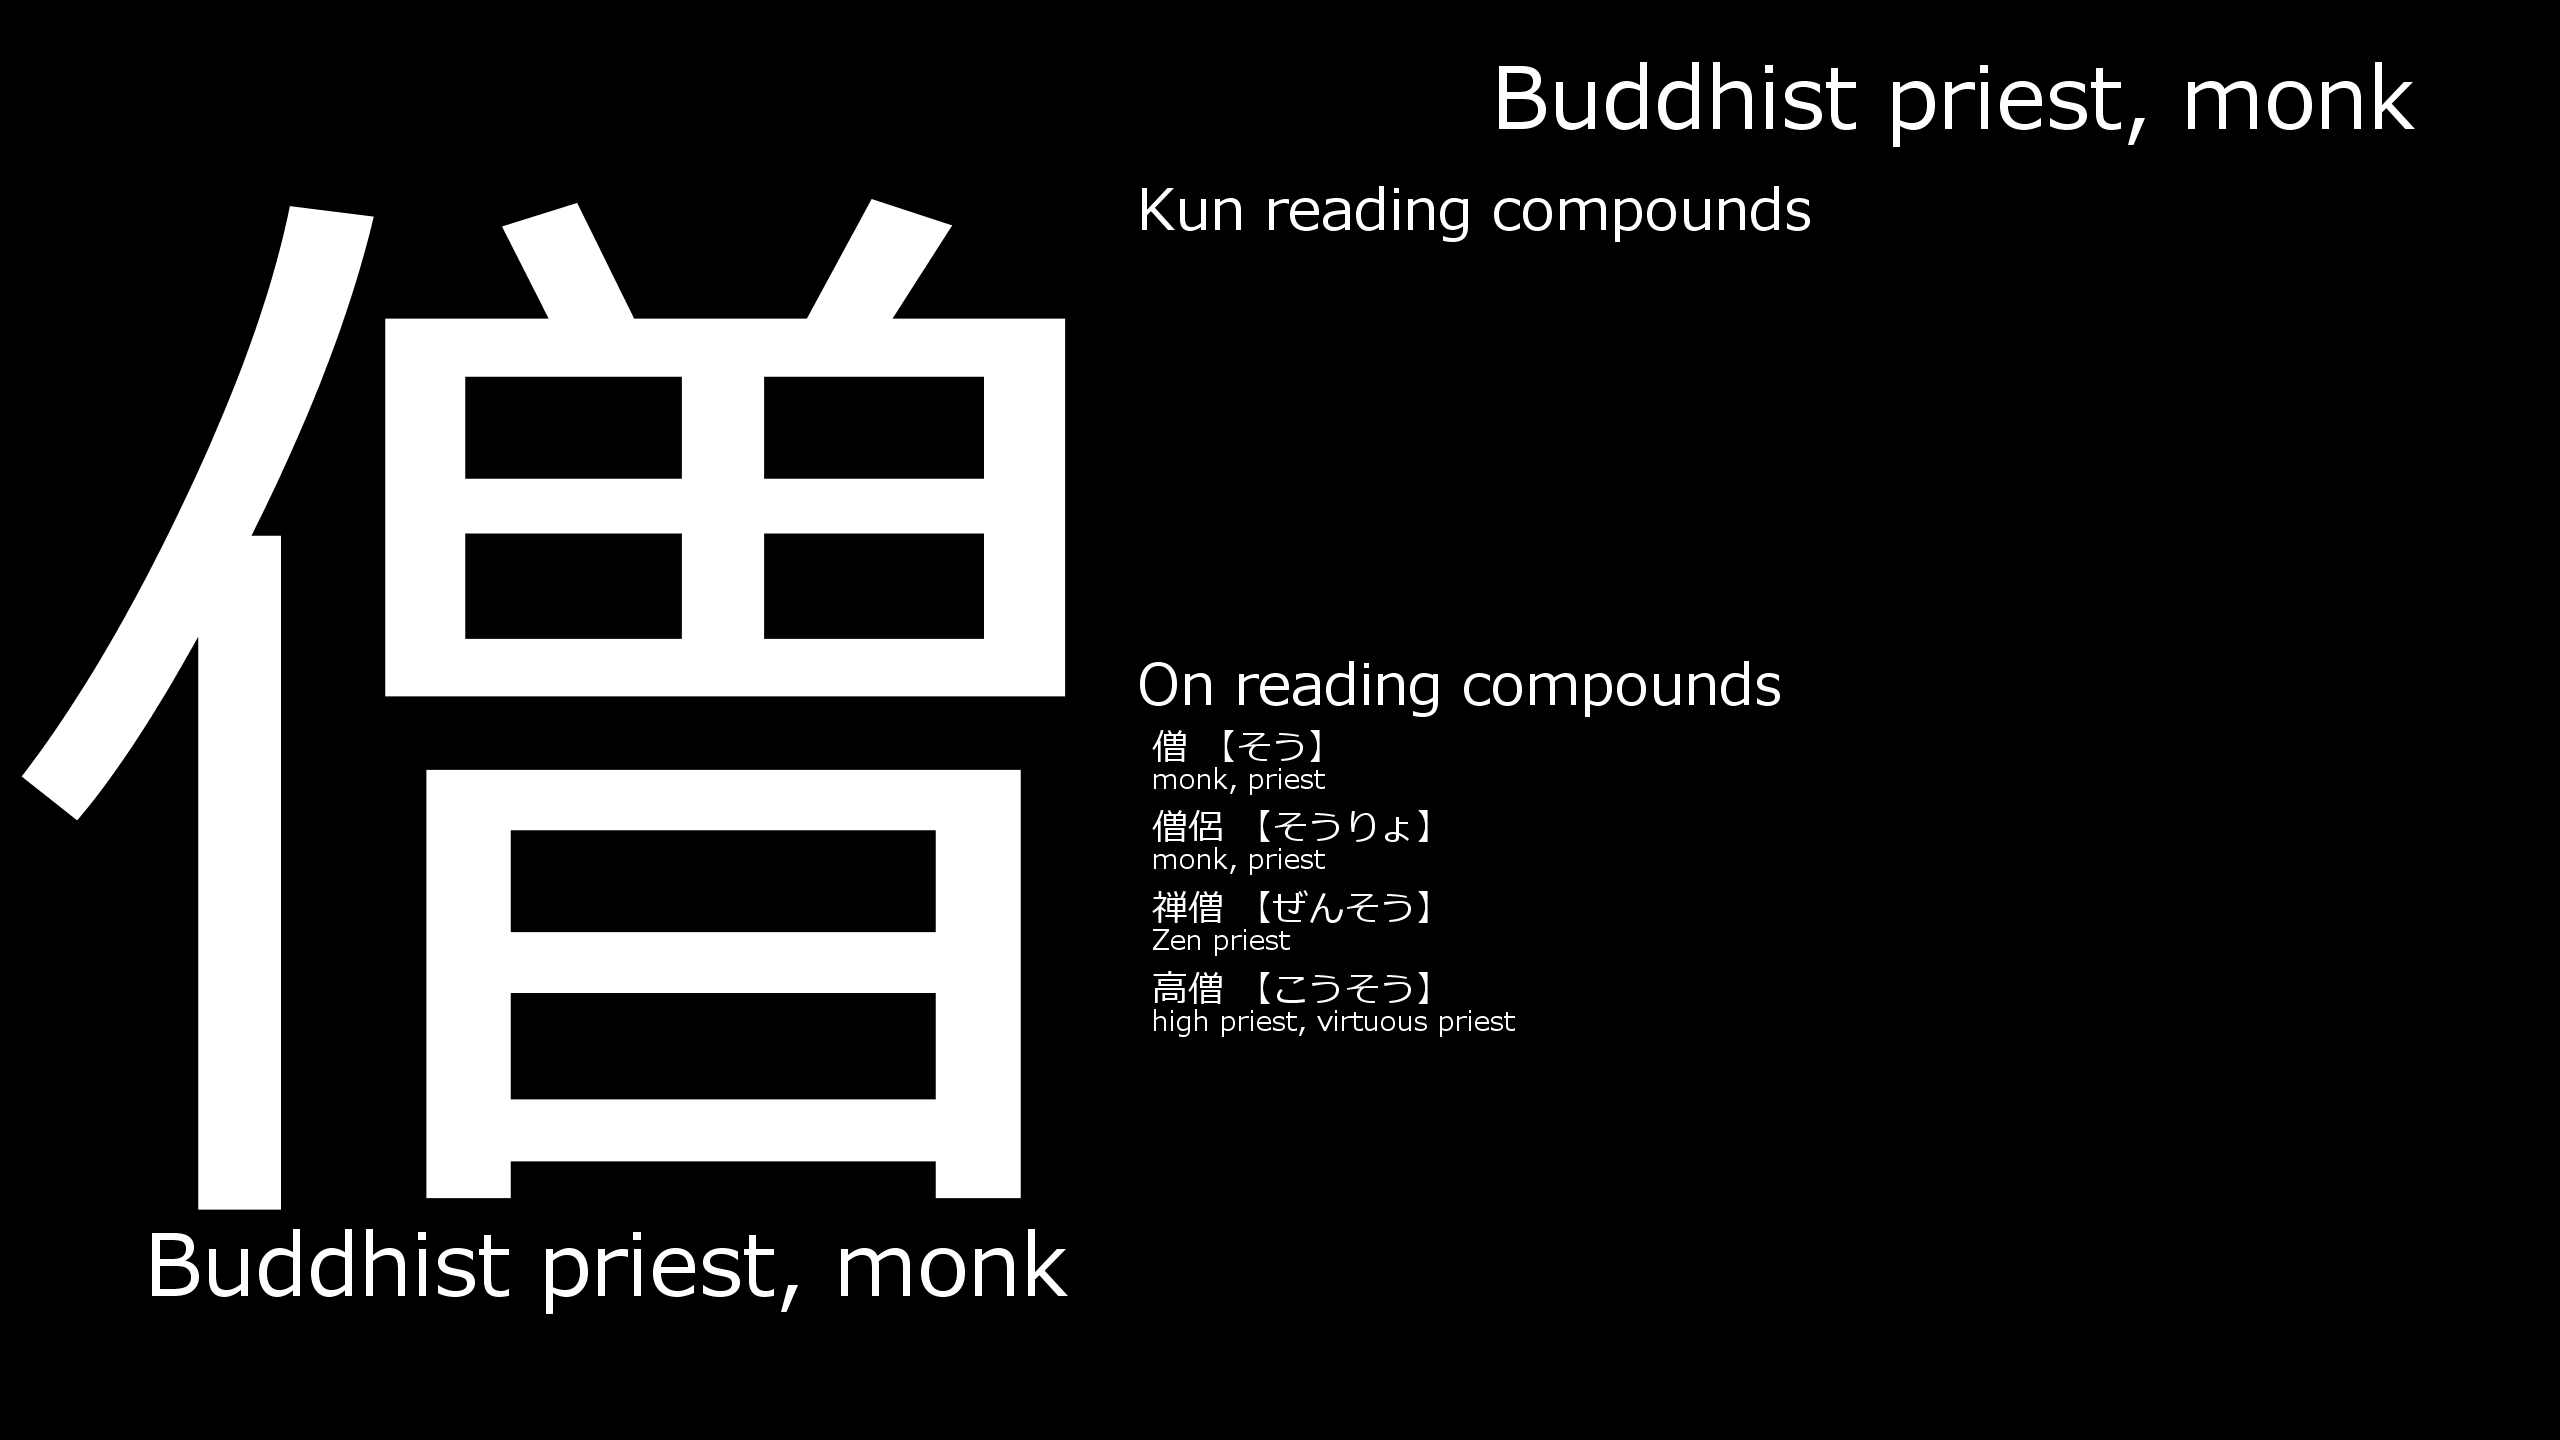 Buddhist priest, monk
僧
Buddhist priest, monk
Kun reading compounds
On reading compounds
僧 【そう】
monk, priest
僧侶 【そうりょ】
monk, priest
禅僧 【ぜんそう】
Zen priest
高僧 【こうそう】
high priest, virtuous priest